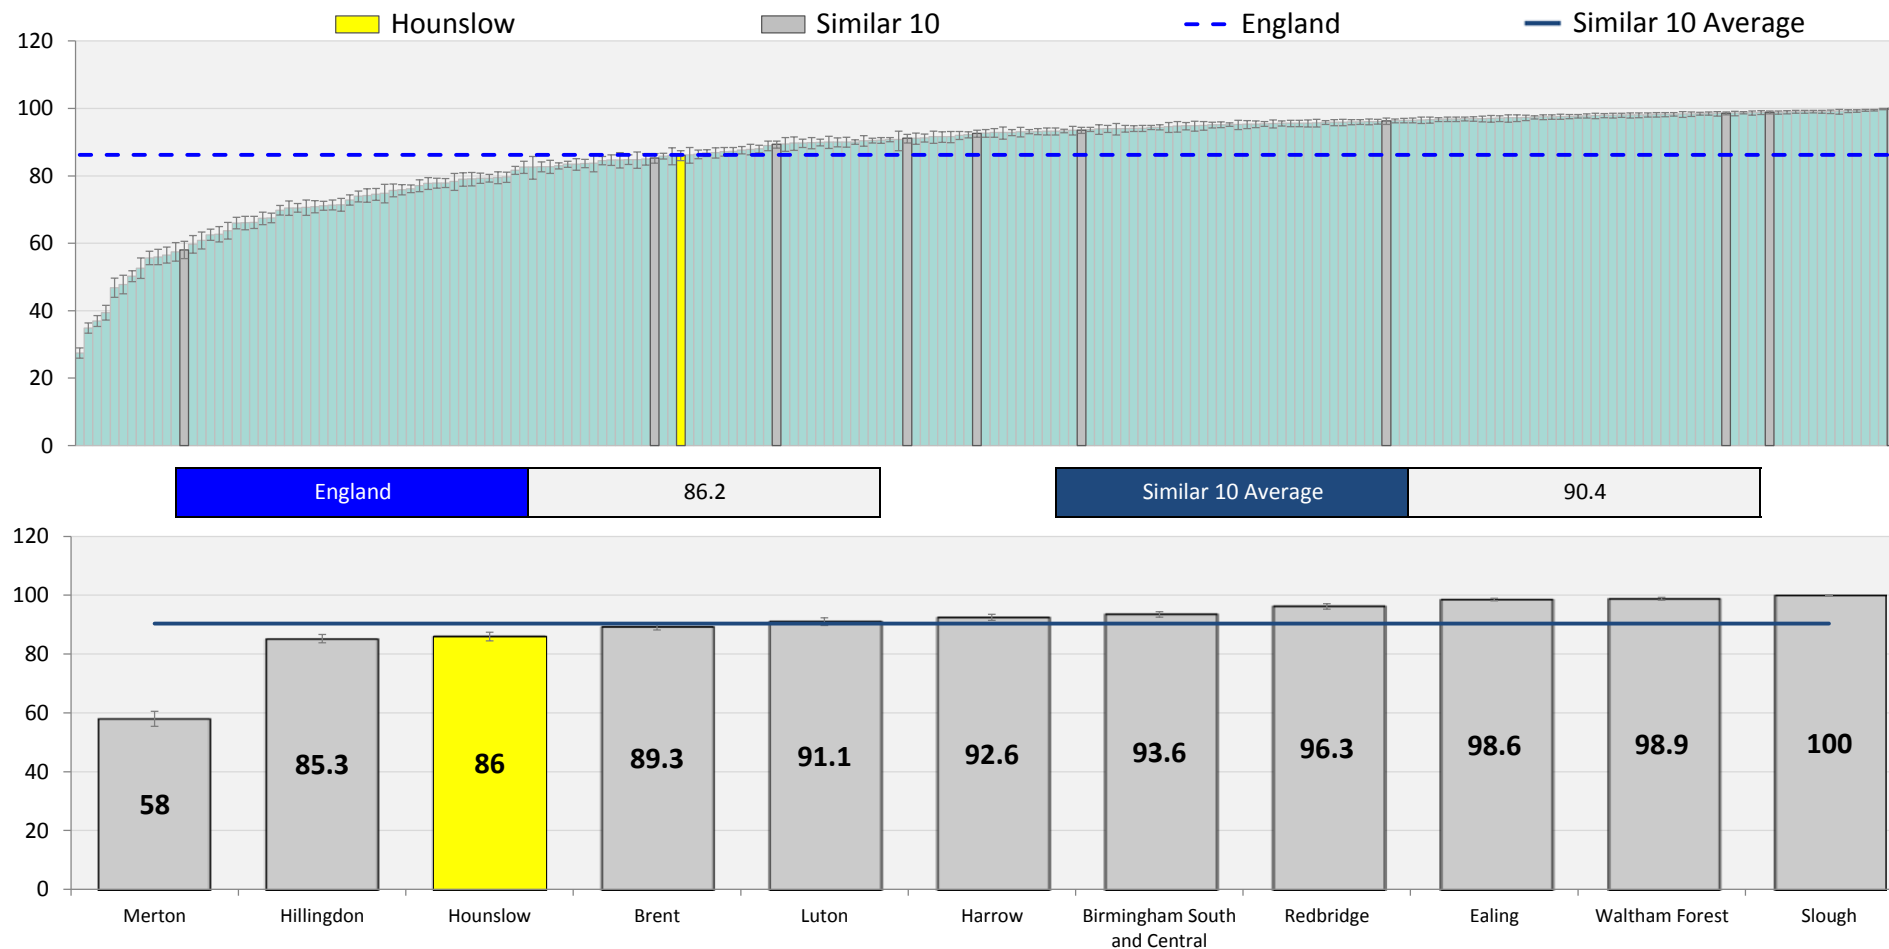 Hounslow
Similar 10
England
Similar 10 Average
120
100
80
60
40
20
0
England
86.2
Similar 10 Average
90.4
120
100
80
60
40
20
0
58
85.3
86
89.3
91.1
92.6
93.6
96.3
98.6
98.9
100
Merton
Hillingdon
Hounslow
Brent
Luton
Harrow
Birmingham South
and Central
Redbridge
Ealing
Waltham Forest
Slough